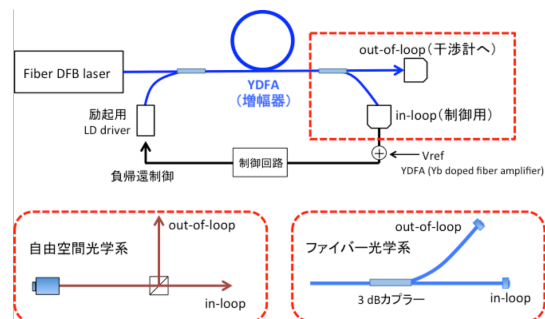 out-of-loop(干渉計へ)
Fiber DFB laser
YDFA
(増幅器)
励起用
LD driver
in-loop(制御用)
制御回路
Vref
負帰還制御
YDFA (Yb doped fiber amplifier)
out-of-loop
自由空間光学系
in-loop
out-of-loop
ファイバー光学系
in-loop
3 dBカプラー